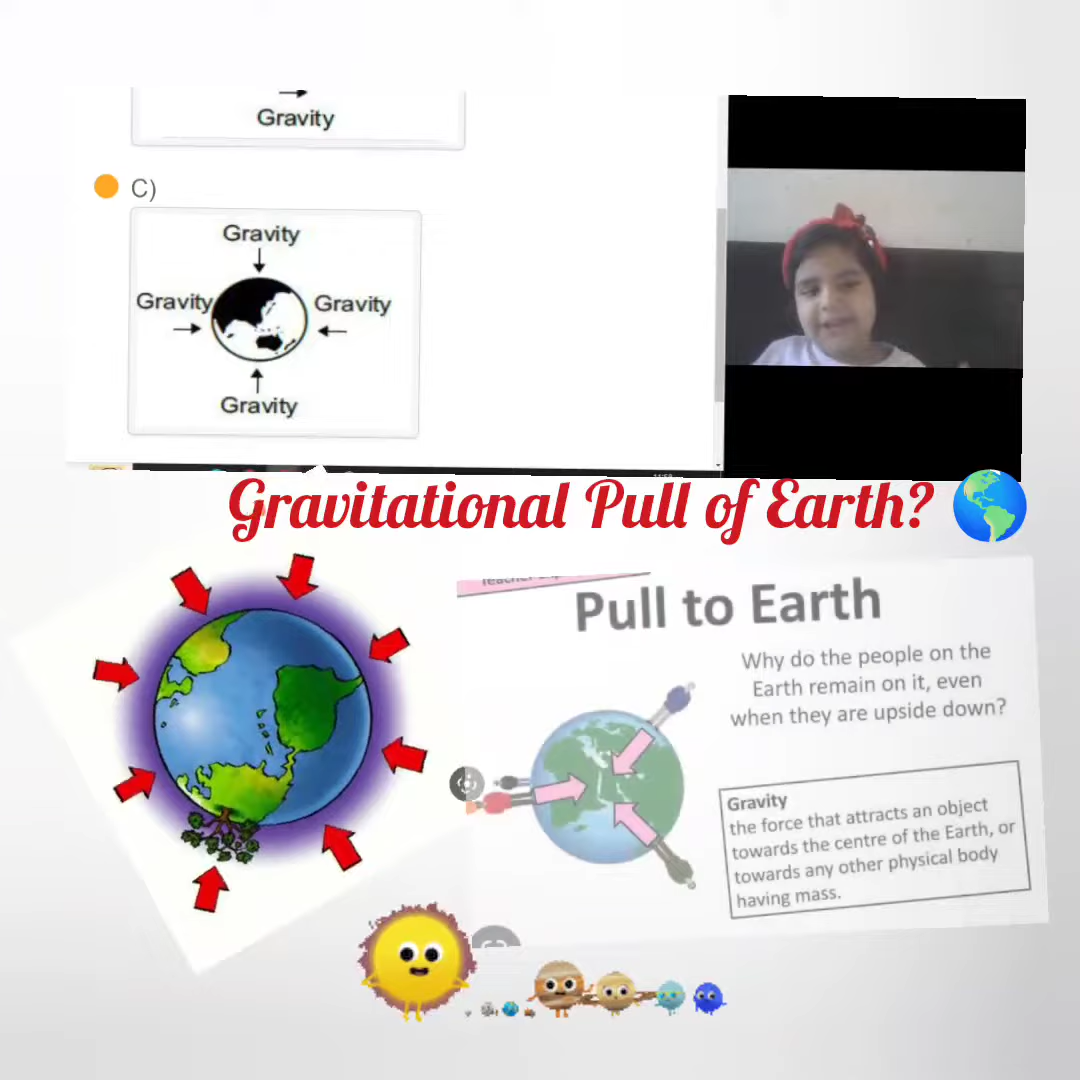 Gravity
C)
Gravity
Gravity
Gravity
Gravity
Gravitational Pull of Earth?
Pull to Earth
Why do the people on the
Earth remain on it, even
when they are upside down?
Gravity
the force that attracts an object
towards the centre of the Earth, or
towards any other physical body
having mass.